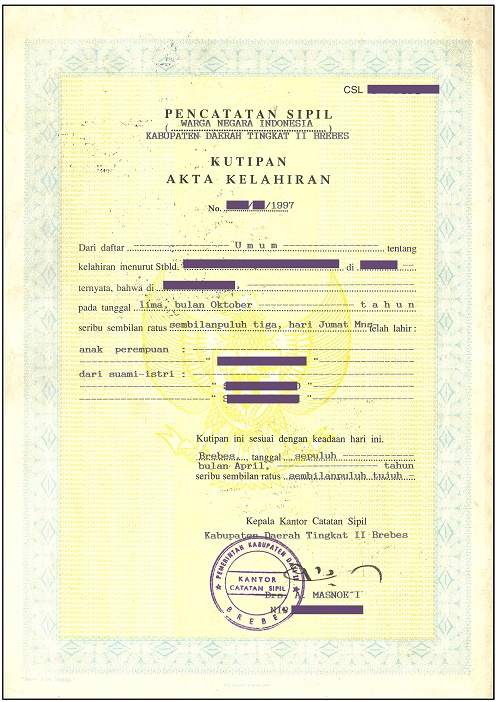 CSL
PENCATATAN SIPIL
( WARGA NEGARA INDONESIA )
KABUPATEN DAERAH TINGKAT II BREBES
KUTIPAN
AKTA KELAHIRAN
No. / /1997
Dari daftar Umum tentang
kelahiran menurut Stbld. di
ternyata, bahwa di
pada tanggal lima, bulan Oktober tahun
seribu sembilan ratus sembilanpuluh tiga, hari Jumat Mns telah lahir :
anak perempuan :
" "
dari suami-istri :
" "
" "
Kutipan ini sesuai dengan keadaan hari ini.
Brebes, tanggal sepuluh
bulan April, tahun
seribu sembilan ratus sembilanpuluh tujuh
Kepala Kantor Catatan Sipil
Kabupaten Daerah Tingkat II Brebes
PEMERINTAH KABUPATEN
KANTOR
CATATAN SIPIL
BREBES
A. MASNOE'I
NIP